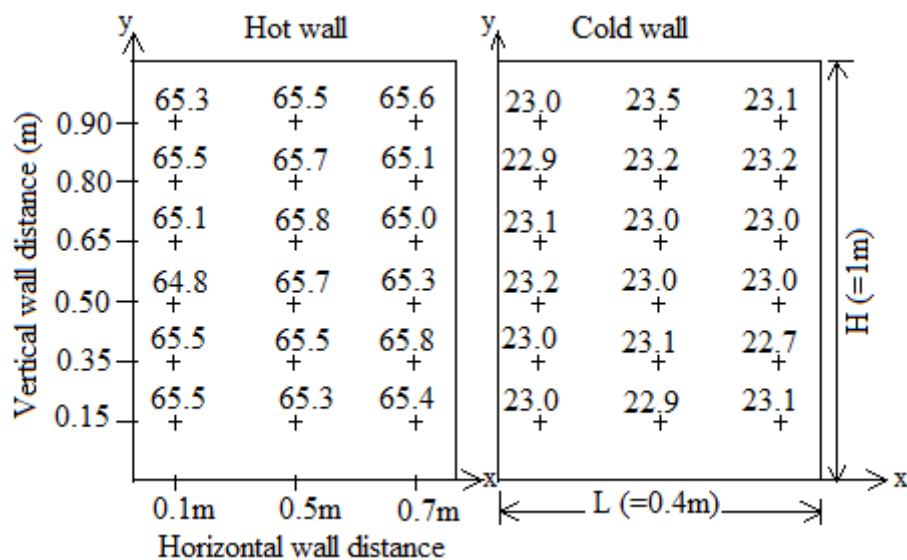 y Hot wall y Cold wall
65.3 65.5 65.6 23.0 23.5 23.1
0.90
65.5 65.7 65.1 22.9 23.2 23.2
0.80
65.1 65.8 65.0 23.1 23.0 23.0
0.65
64.8 65.7 65.3 23.2 23.0 23.0
0.50
65.5 65.5 65.8 23.0 23.1 22.7
0.35
65.5 65.3 65.4 23.0 22.9 23.1
0.15
Vertical wall distance (m)
H (=1m)
x x
0.1m 0.5m 0.7m L (=0.4m)
Horizontal wall distance